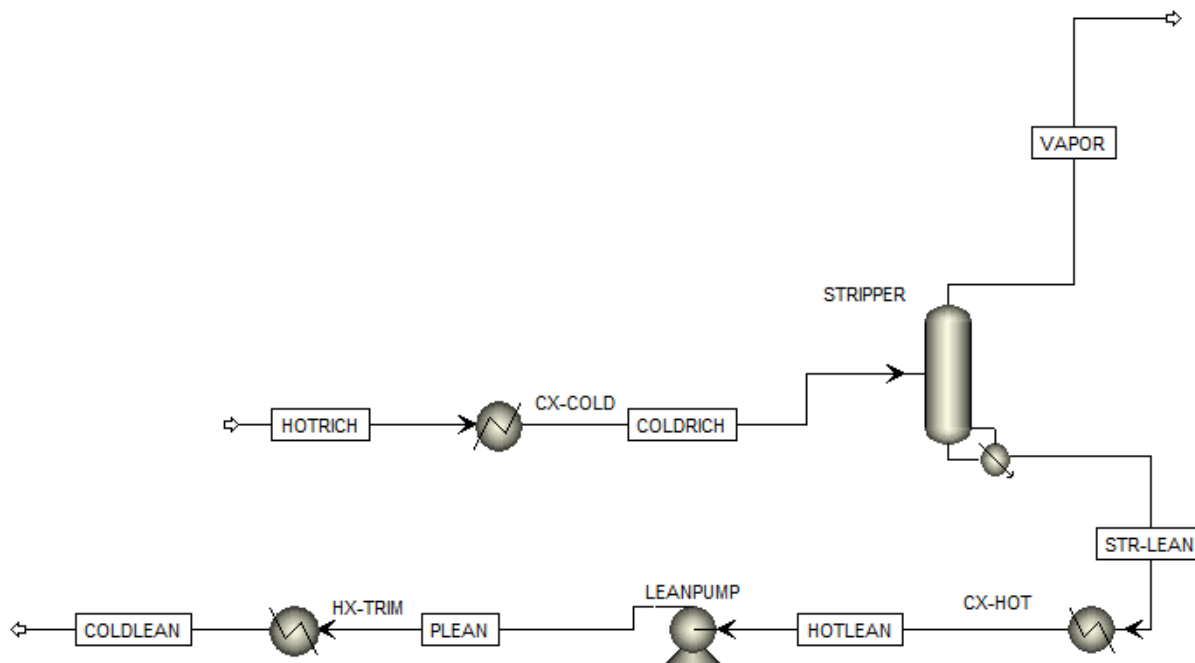 VAPOR
STRIPPER
CX-COLD
HOTRICH
COLDRICH
STR-LEAN
LEANPUMP
CX-HOT
HX-TRIM
COLDLEAN
PLEAN
HOTLEAN